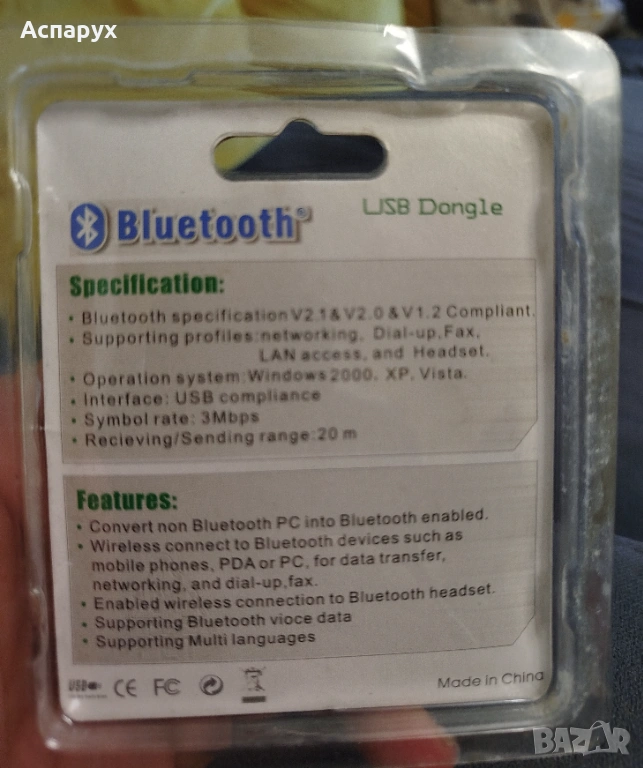 Аспарух
Bluetooth®
USB Dongle
Specification:
• Bluetooth specification V2.1 & V2.0 & V1.2 Compliant.
• Supporting profiles:networking, Dial-up,Fax,
LAN access, and Headset.
• Operation system:Windows 2000, XP, Vista.
• Interface: USB compliance
• Symbol rate: 3Mbps
• Recieving/Sending range:20 m
Features:
• Convert non Bluetooth PC into Bluetooth enabled.
• Wireless connect to Bluetooth devices such as
mobile phones, PDA or PC, for data transfer,
networking, and dial-up,fax.
• Enabled wireless connection to Bluetooth headset.
• Supporting Bluetooth vioce data
• Supporting Multi languages
USB CE FC
Made in China
BAZAR